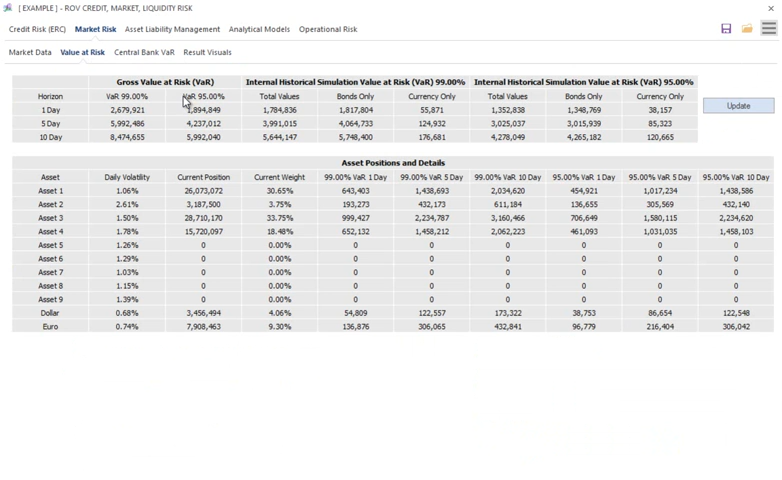 [ EXAMPLE ] - ROV CREDIT, MARKET, LIQUIDITY RISK
Credit Risk (ERC) Market Risk Asset Liability Management Analytical Models Operational Risk
Market Data Value at Risk Central Bank VaR Result Visuals
Gross Value at Risk (VaR) Internal Historical Simulation Value at Risk (VaR) 99.00% Internal Historical Simulation Value at Risk (VaR) 95.00%
Horizon VaR 99.00% VaR 95.00% Total Values Bonds Only Currency Only Total Values Bonds Only Currency Only
1 Day 2,679,921 1,894,849 1,784,836 1,817,804 55,871 1,352,838 1,348,769 38,157
Update
5 Day 5,992,486 4,237,012 3,991,015 4,064,733 124,932 3,025,037 3,015,939 85,323
10 Day 8,474,655 5,992,040 5,644,147 5,748,400 176,681 4,278,049 4,265,182 120,665
Asset Positions and Details
Asset Daily Volatility Current Position Current Weight 99.00% VaR 1 Day 99.00% VaR 5 Day 99.00% VaR 10 Day 95.00% VaR 1 Day 95.00% VaR 5 Day 95.00% VaR 10 Day
Asset 1 1.06% 26,073,072 30.65% 643,403 1,438,693 2,034,620 454,921 1,017,234 1,438,586
Asset 2 2.61% 3,187,500 3.75% 193,273 432,173 611,184 136,655 305,569 432,140
Asset 3 1.50% 28,710,170 33.75% 999,427 2,234,787 3,160,466 706,649 1,580,115 2,234,620
Asset 4 1.78% 15,720,097 18.48% 652,132 1,458,212 2,062,223 461,093 1,031,035 1,458,103
Asset 5 1.26% 0 0.00% 0 0 0 0 0 0
Asset 6 1.29% 0 0.00% 0 0 0 0 0 0
Asset 7 1.03% 0 0.00% 0 0 0 0 0 0
Asset 8 1.15% 0 0.00% 0 0 0 0 0 0
Asset 9 1.39% 0 0.00% 0 0 0 0 0 0
Dollar 0.68% 3,456,494 4.06% 54,809 122,557 173,322 38,753 86,654 122,548
Euro 0.74% 7,908,463 9.30% 136,876 306,065 432,841 96,779 216,404 306,042